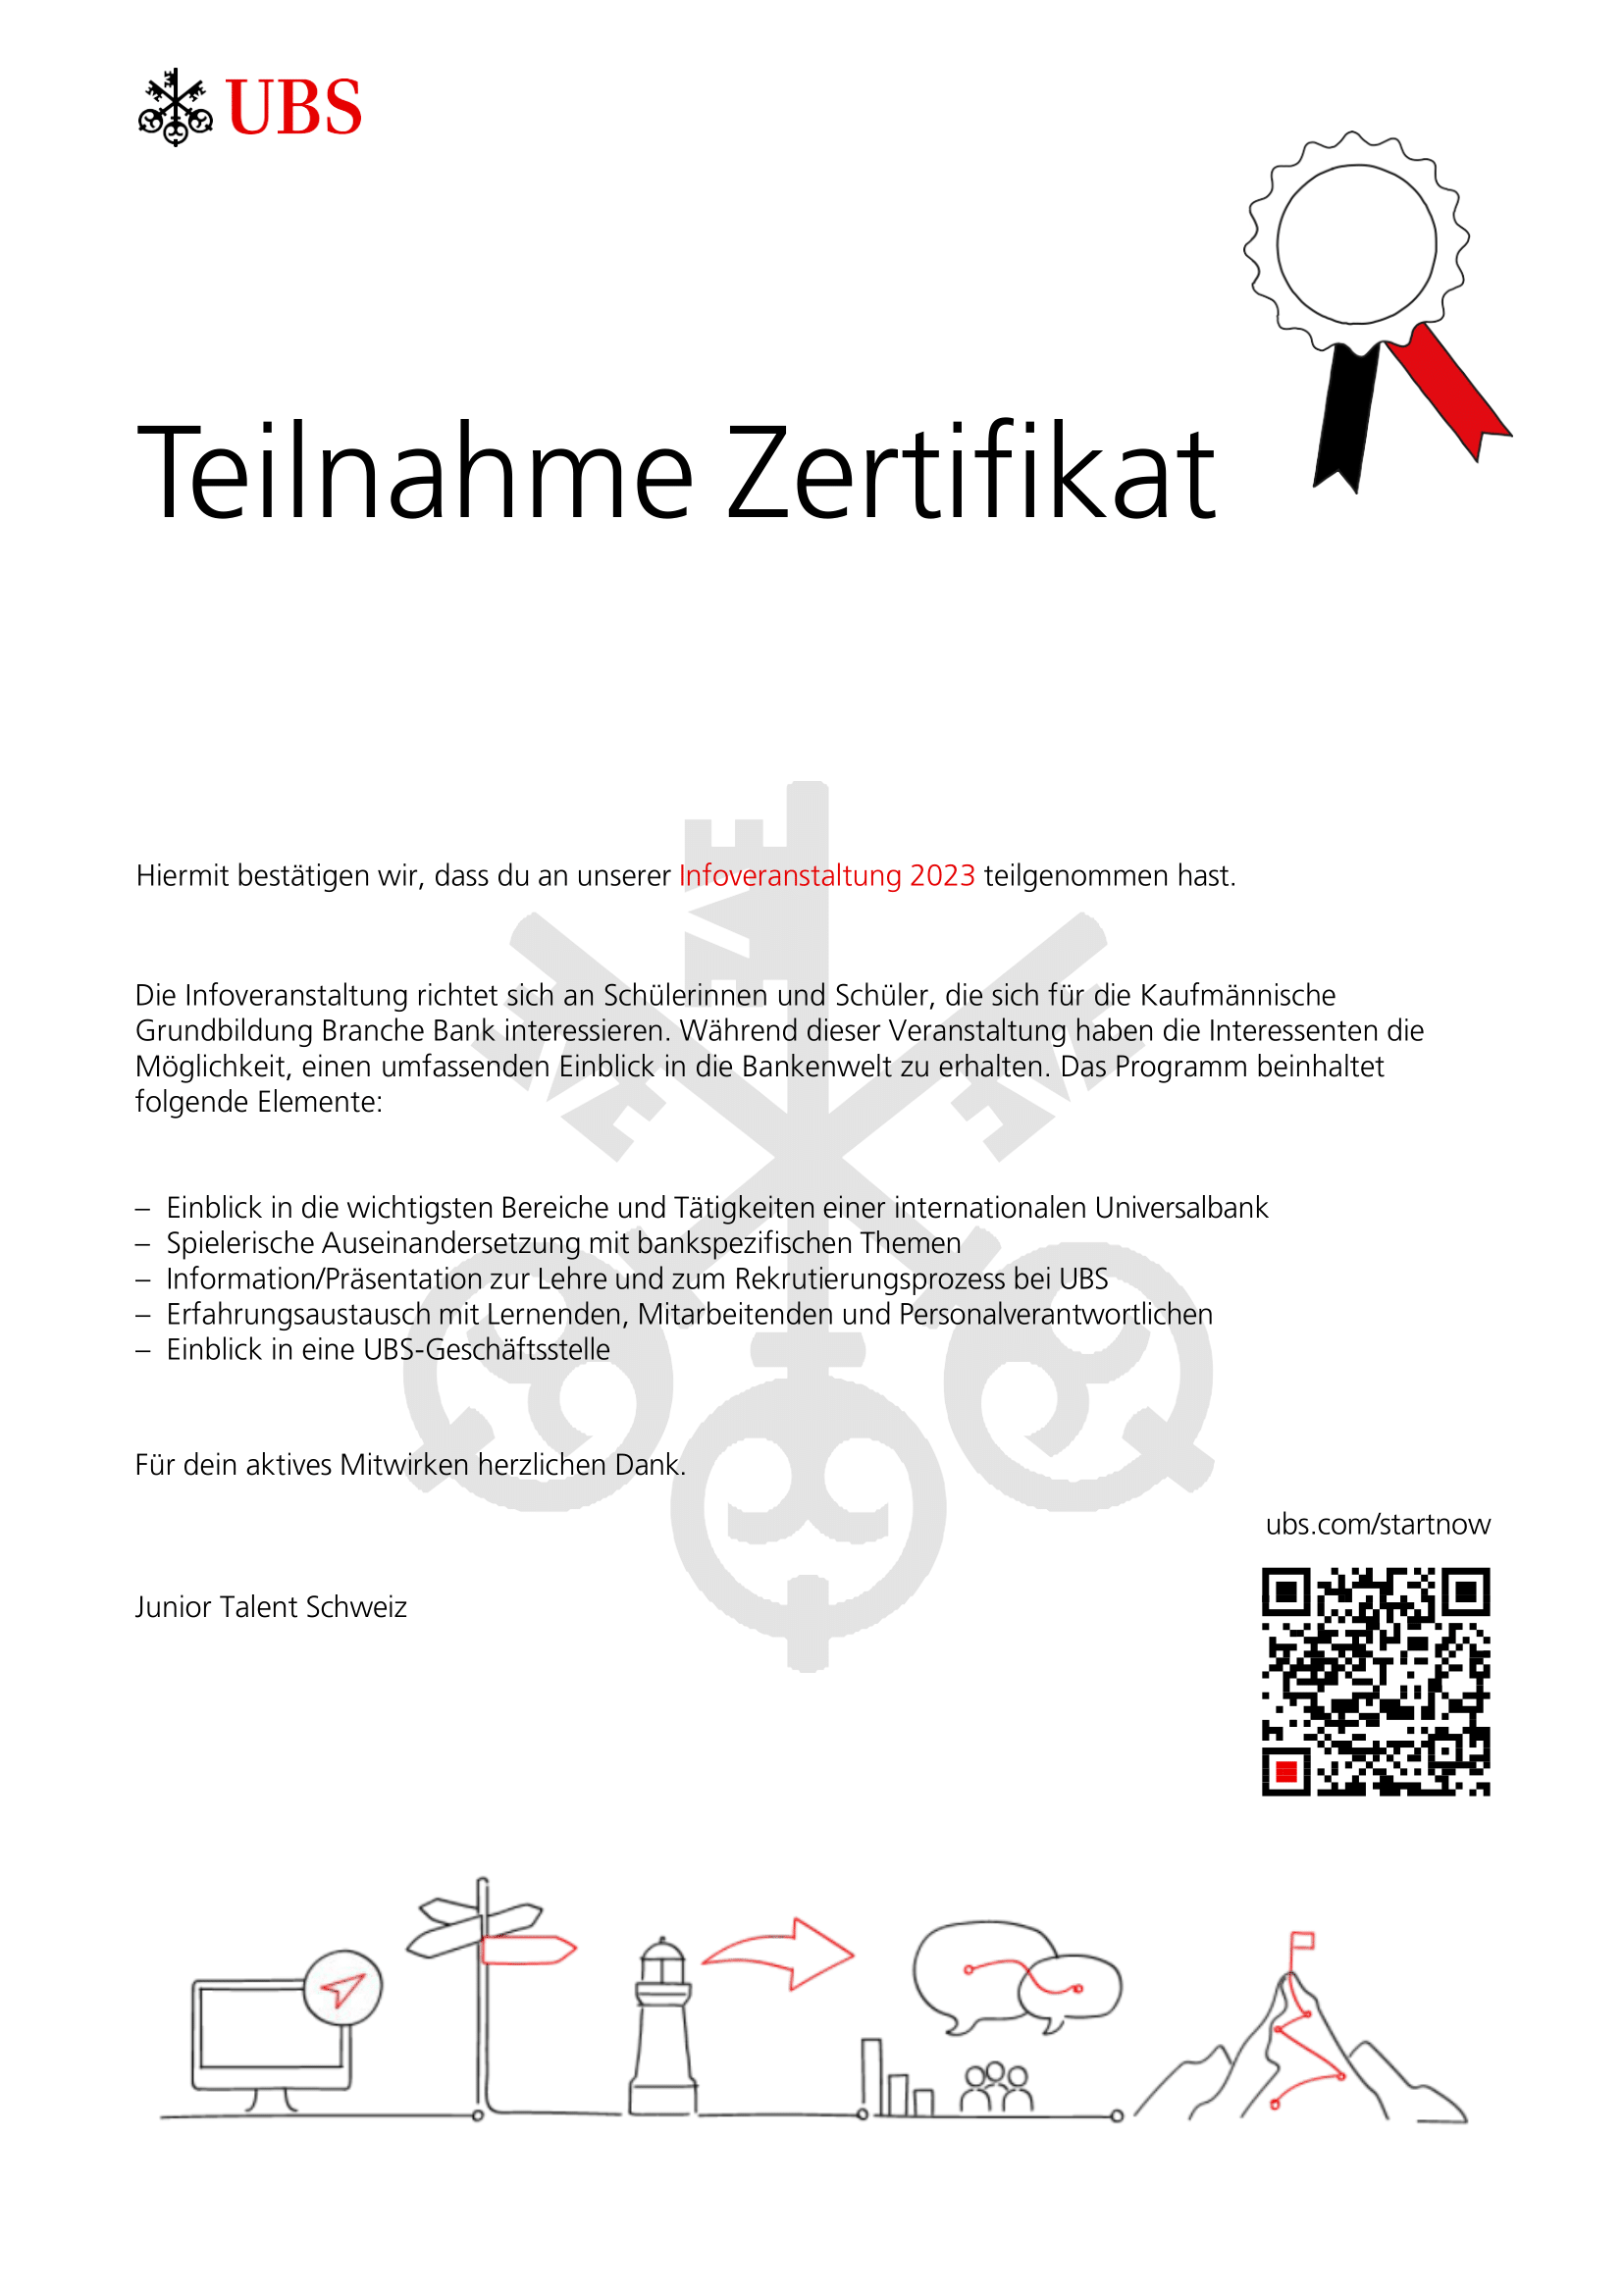 UBS
Teilnahme Zertifikat
Hiermit bestätigen wir, dass du an unserer Infoveranstaltung 2023 teilgenommen hast.
Die Infoveranstaltung richtet sich an Schülerinnen und Schüler, die sich für die Kaufmännische
Grundbildung Branche Bank interessieren. Während dieser Veranstaltung haben die Interessenten die
Möglichkeit, einen umfassenden Einblick in die Bankenwelt zu erhalten. Das Programm beinhaltet
folgende Elemente:
– Einblick in die wichtigsten Bereiche und Tätigkeiten einer internationalen Universalbank
– Spielerische Auseinandersetzung mit bankspezifischen Themen
– Information/Präsentation zur Lehre und zum Rekrutierungsprozess bei UBS
– Erfahrungsaustausch mit Lernenden, Mitarbeitenden und Personalverantwortlichen
– Einblick in eine UBS-Geschäftsstelle
Für dein aktives Mitwirken herzlichen Dank.
ubs.com/startnow
Junior Talent Schweiz